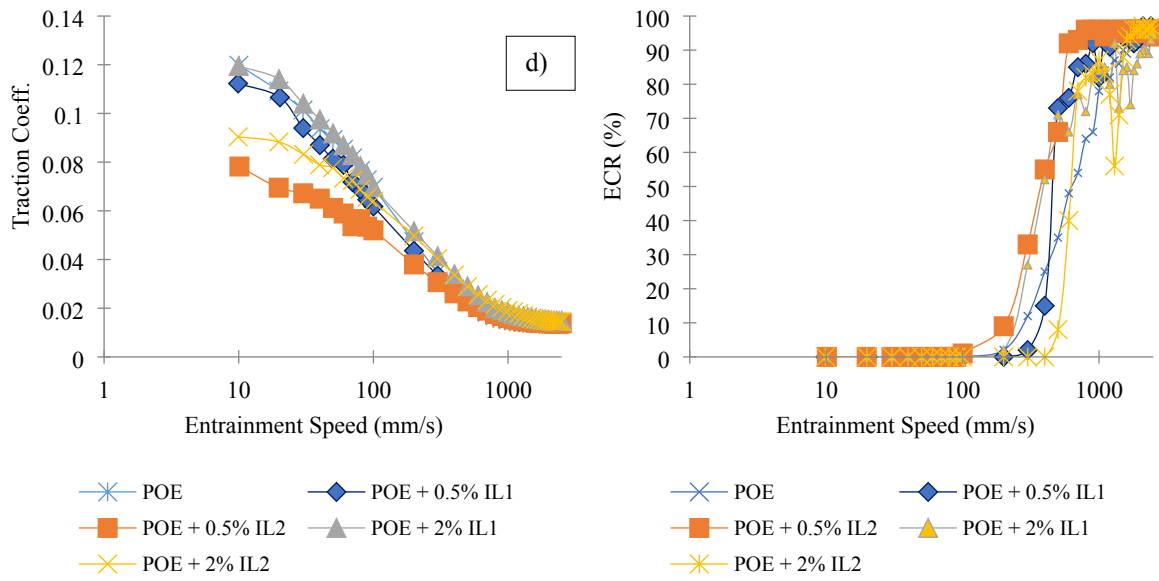 0.14
0.12
0.1
0.08
0.06
0.04
0.02
0
1
10
100
1000
Traction Coeff.
Entrainment Speed (mm/s)
d)
POE
POE + 0.5% IL1
POE + 0.5% IL2
POE + 2% IL1
POE + 2% IL2
100
90
80
70
60
50
40
30
20
10
0
1
10
100
1000
ECR (%)
Entrainment Speed (mm/s)
POE
POE + 0.5% IL1
POE + 0.5% IL2
POE + 2% IL1
POE + 2% IL2